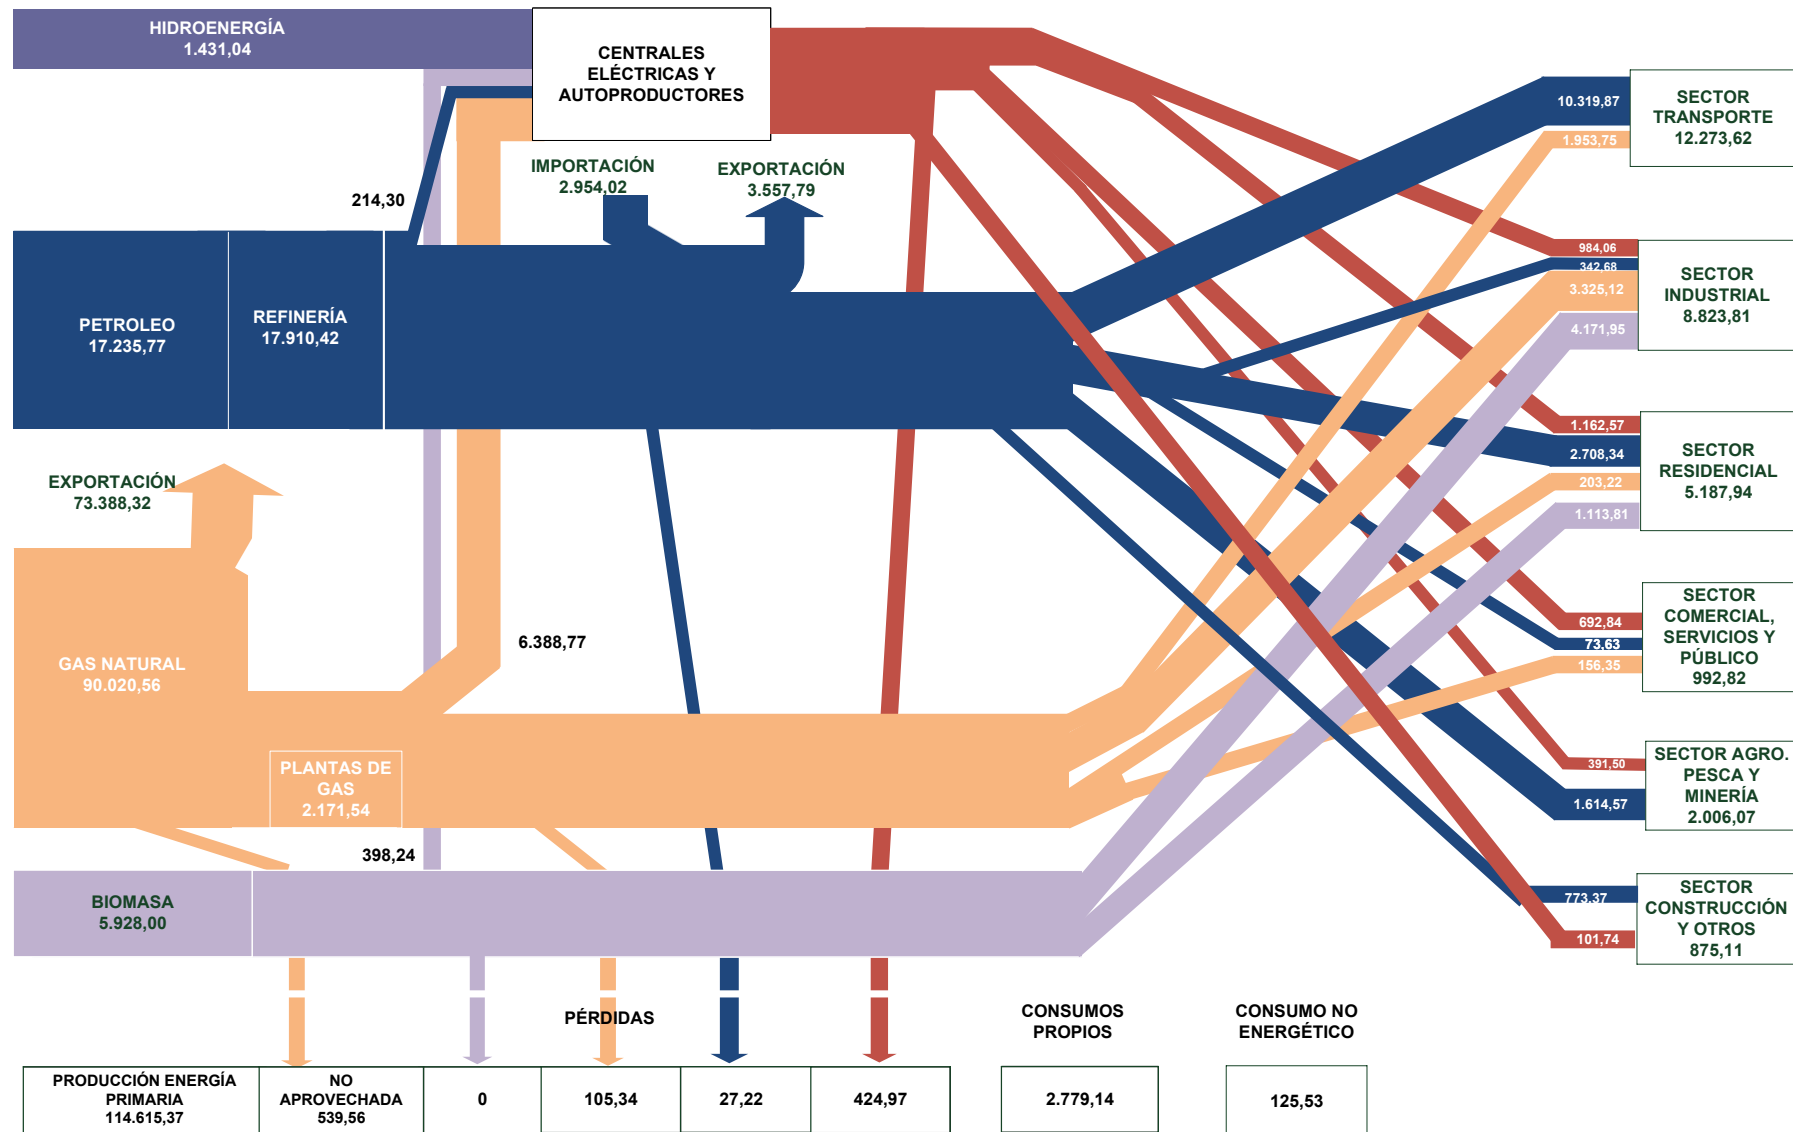 HIDROENERGÍA
1.431,04
CENTRALES
ELÉCTRICAS Y
AUTOPRODUCTORES
10.319,87
1.953,75
SECTOR
TRANSPORTE
12.273,62
IMPORTACIÓN
2.954,02
EXPORTACIÓN
3.557,79
214,30
984,06
342,68
3.325,12
4.171,95
SECTOR
INDUSTRIAL
8.823,81
PETROLEO
17.235,77
REFINERÍA
17.910,42
1.162,57
2.708,34
203,22
1.113,81
SECTOR
RESIDENCIAL
5.187,94
EXPORTACIÓN
73.388,32
GAS NATURAL
90.020,56
6.388,77
692,84
73,63
156,35
SECTOR
COMERCIAL,
SERVICIOS Y
PÚBLICO
992,82
PLANTAS DE
GAS
2.171,54
391,50
1.614,57
SECTOR AGRO.
PESCA Y
MINERÍA
2.006,07
398,24
BIOMASA
5.928,00
773,37
101,74
SECTOR
CONSTRUCCIÓN
Y OTROS
875,11
PÉRDIDAS
CONSUMOS
PROPIOS
CONSUMO NO
ENERGÉTICO
PRODUCCIÓN ENERGÍA
PRIMARIA
114.615,37
NO
APROVECHADA
539,56
0
105,34
27,22
424,97
2.779,14
125,53